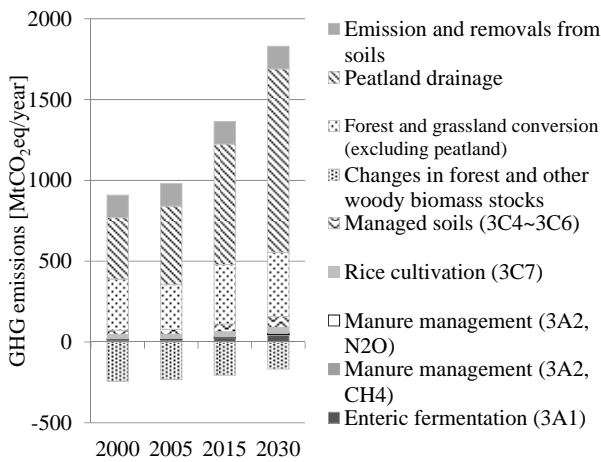 GHG emissions [MtCO2eq/year]
2000
1500
1000
500
0
-500
2000 2005 2015 2030
Emission and removals from
soils
Peatland drainage
Forest and grassland conversion
(excluding peatland)
Changes in forest and other
woody biomass stocks
Managed soils (3C4~3C6)
Rice cultivation (3C7)
Manure management (3A2,
N2O)
Manure management (3A2,
CH4)
Enteric fermentation (3A1)